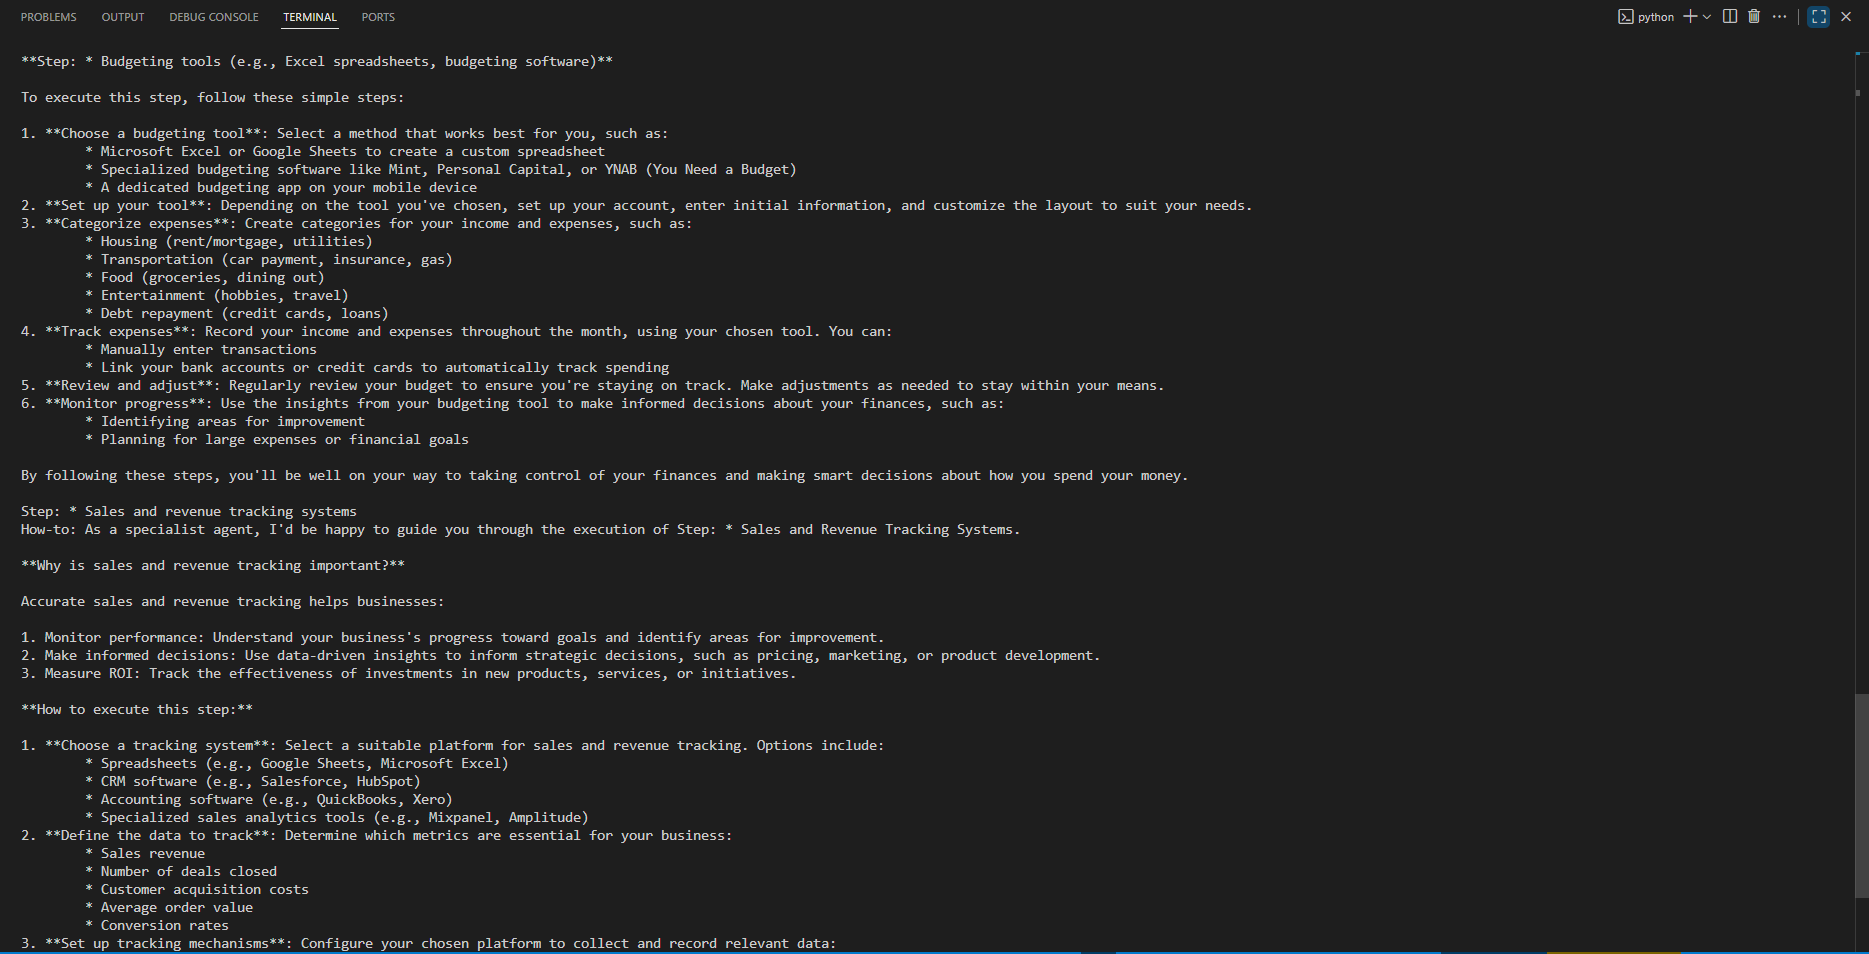 PROBLEMS OUTPUT DEBUG CONSOLE TERMINAL PORTS python
**Step: * Budgeting tools (e.g., Excel spreadsheets, budgeting software)**
To execute this step, follow these simple steps:
1. **Choose a budgeting tool**: Select a method that works best for you, such as:
* Microsoft Excel or Google Sheets to create a custom spreadsheet
* Specialized budgeting software like Mint, Personal Capital, or YNAB (You Need a Budget)
* A dedicated budgeting app on your mobile device
2. **Set up your tool**: Depending on the tool you've chosen, set up your account, enter initial information, and customize the layout to suit your needs.
3. **Categorize expenses**: Create categories for your income and expenses, such as:
* Housing (rent/mortgage, utilities)
* Transportation (car payment, insurance, gas)
* Food (groceries, dining out)
* Entertainment (hobbies, travel)
* Debt repayment (credit cards, loans)
4. **Track expenses**: Record your income and expenses throughout the month, using your chosen tool. You can:
* Manually enter transactions
* Link your bank accounts or credit cards to automatically track spending
5. **Review and adjust**: Regularly review your budget to ensure you're staying on track. Make adjustments as needed to stay within your means.
6. **Monitor progress**: Use the insights from your budgeting tool to make informed decisions about your finances, such as:
* Identifying areas for improvement
* Planning for large expenses or financial goals
By following these steps, you'll be well on your way to taking control of your finances and making smart decisions about how you spend your money.
Step: * Sales and revenue tracking systems
How-to: As a specialist agent, I'd be happy to guide you through the execution of Step: * Sales and Revenue Tracking Systems.
**Why is sales and revenue tracking important?**
Accurate sales and revenue tracking helps businesses:
1. Monitor performance: Understand your business's progress toward goals and identify areas for improvement.
2. Make informed decisions: Use data-driven insights to inform strategic decisions, such as pricing, marketing, or product development.
3. Measure ROI: Track the effectiveness of investments in new products, services, or initiatives.
**How to execute this step:**
1. **Choose a tracking system**: Select a suitable platform for sales and revenue tracking. Options include:
* Spreadsheets (e.g., Google Sheets, Microsoft Excel)
* CRM software (e.g., Salesforce, HubSpot)
* Accounting software (e.g., QuickBooks, Xero)
* Specialized sales analytics tools (e.g., Mixpanel, Amplitude)
2. **Define the data to track**: Determine which metrics are essential for your business:
* Sales revenue
* Number of deals closed
* Customer acquisition costs
* Average order value
* Conversion rates
3. **Set up tracking mechanisms**: Configure your chosen platform to collect and record relevant data: